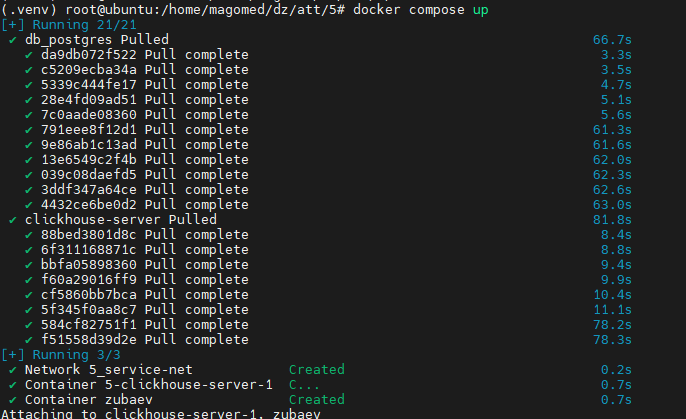 (.venv) root@ubuntu:/home/magomed/dz/att/5# docker compose up
[+] Running 21/21
✔ db_postgres Pulled 66.7s
✔ da9db072f522 Pull complete 3.3s
✔ c5209ecba34a Pull complete 3.5s
✔ 5339c444fe17 Pull complete 4.7s
✔ 28e4fd09ad51 Pull complete 5.1s
✔ 7c0aade08360 Pull complete 5.6s
✔ 791eee8f12d1 Pull complete 61.3s
✔ 9e86ab1c13ad Pull complete 61.6s
✔ 13e6549c2f4b Pull complete 62.0s
✔ 039c08daefd5 Pull complete 62.3s
✔ 3ddf347a64ce Pull complete 62.6s
✔ 4432ce6be0d2 Pull complete 63.0s
✔ clickhouse-server Pulled 81.8s
✔ 88bed3801d8c Pull complete 8.4s
✔ 6f311168871c Pull complete 8.8s
✔ bbfa05898360 Pull complete 9.4s
✔ f60a29016ff9 Pull complete 9.9s
✔ cf5860bb7bca Pull complete 10.4s
✔ 5f345f0aa8c7 Pull complete 11.1s
✔ 584cf82751f1 Pull complete 78.2s
✔ f51558d39d2e Pull complete 78.3s
[+] Running 3/3
✔ Network 5_service-net Created 0.2s
✔ Container 5-clickhouse-server-1 C... 0.7s
✔ Container zubaev Created 0.7s
Attaching to clickhouse-server-1, zubaev